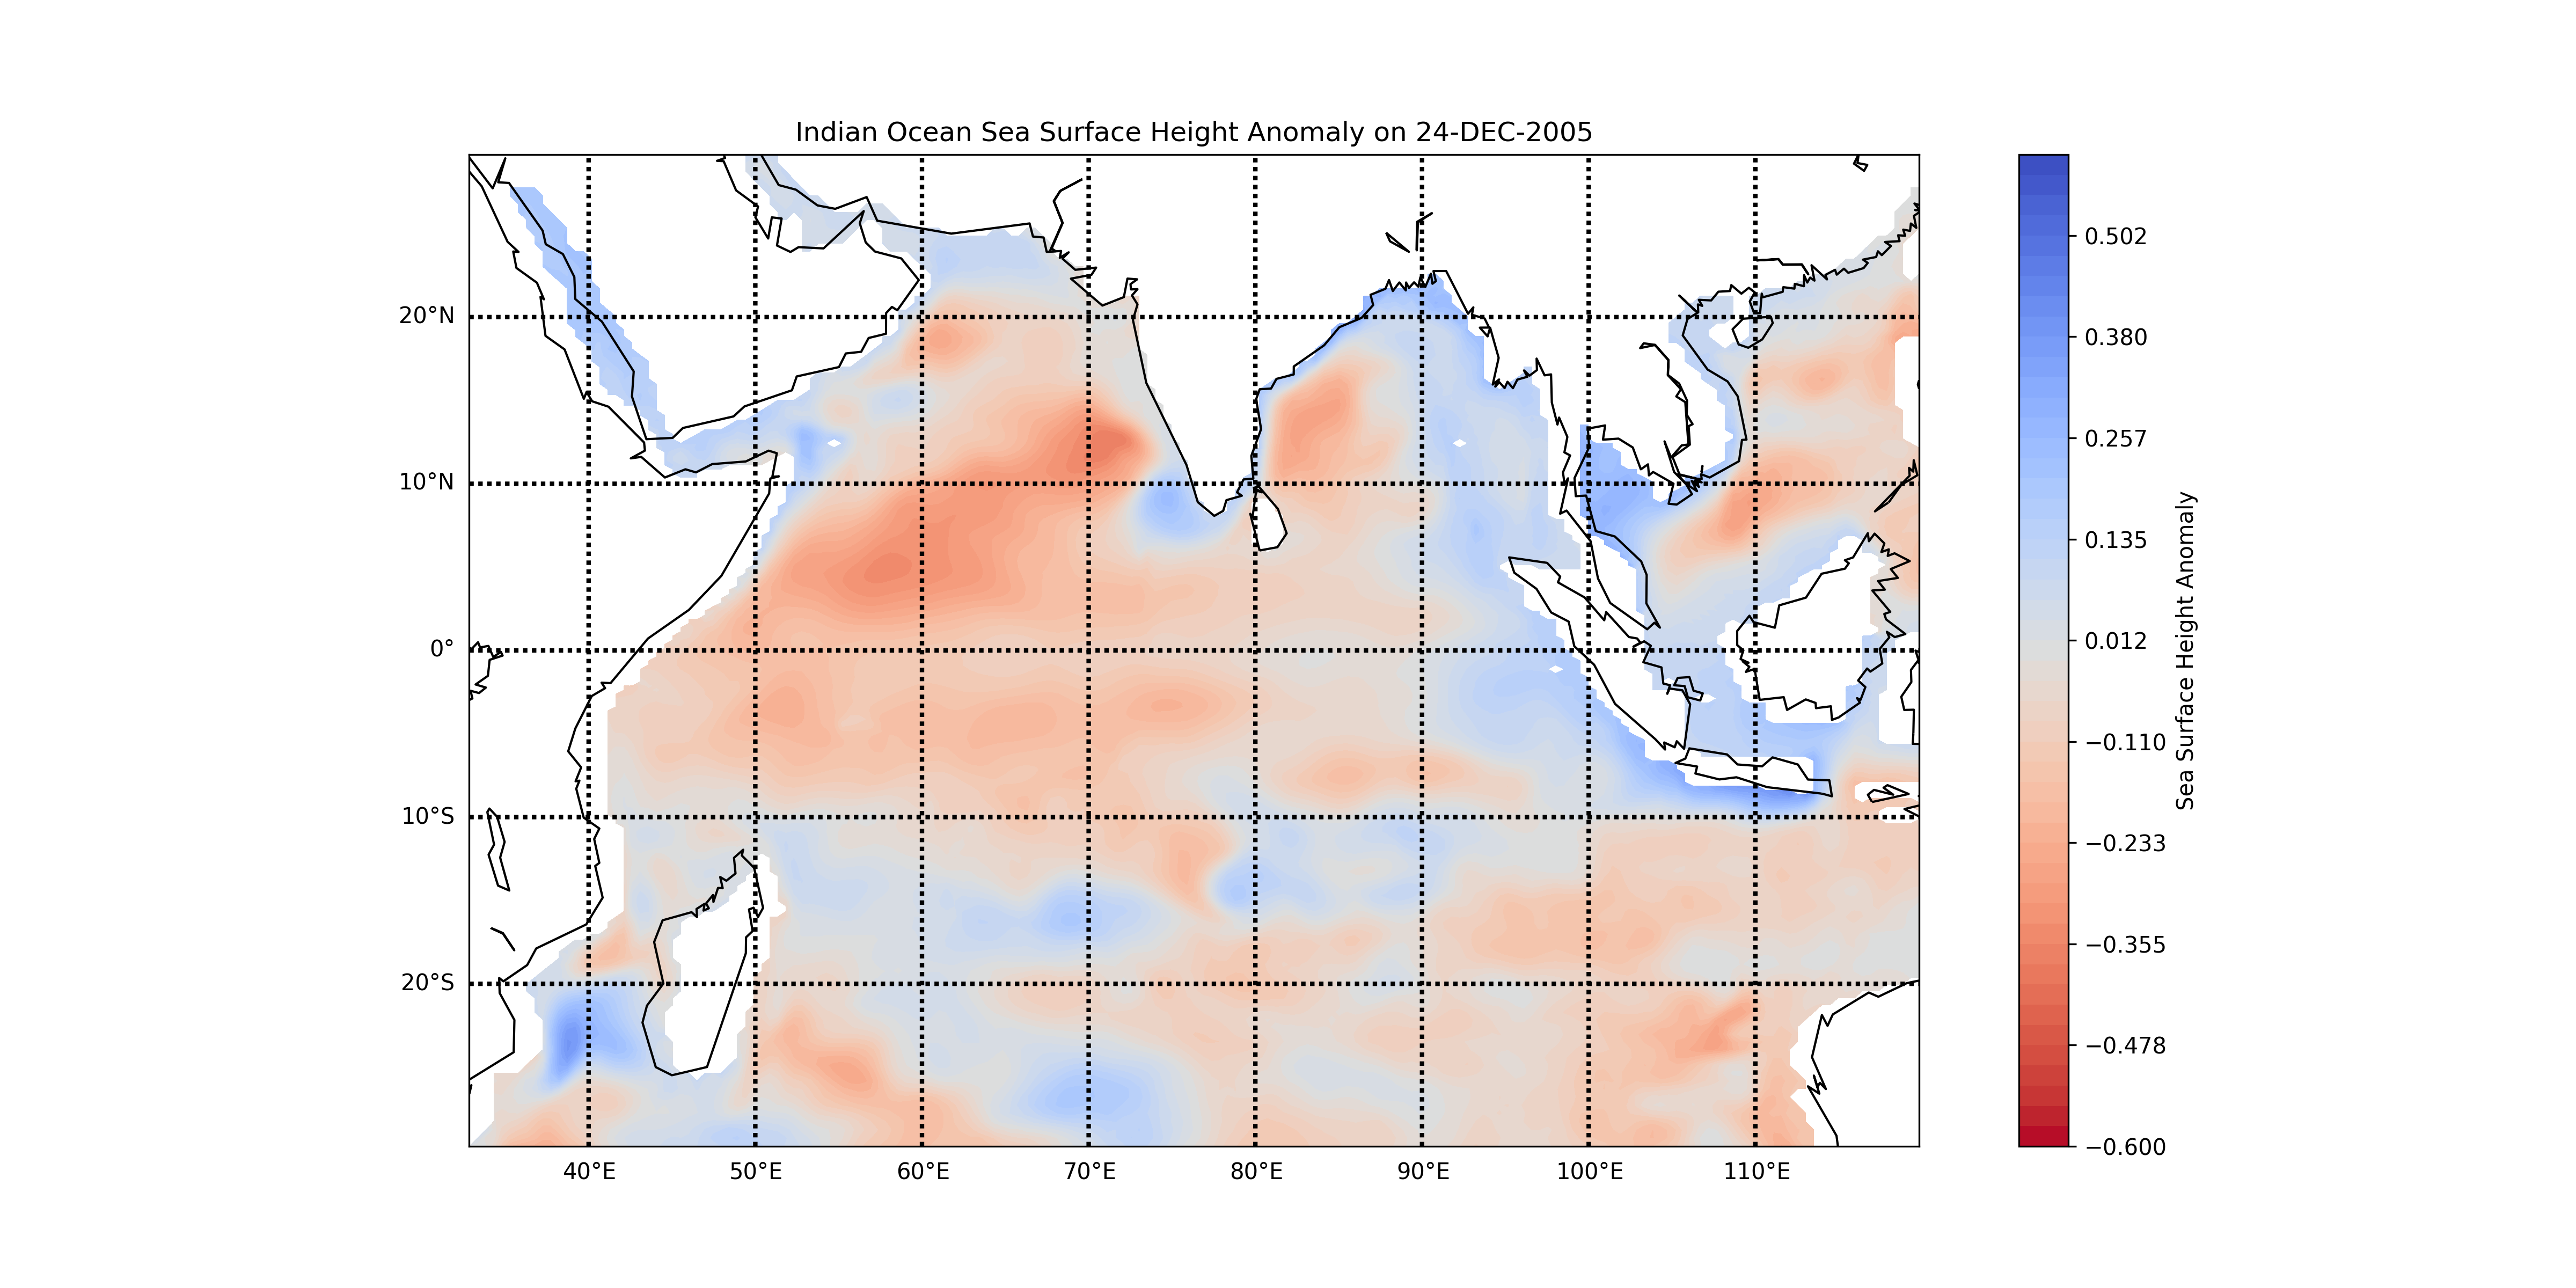 Indian Ocean Sea Surface Height Anomaly on 24-DEC-2005
20°N
10°N
0°
10°S
20°S
40°E
50°E
60°E
70°E
80°E
90°E
100°E
110°E
0.502
0.380
0.257
0.135
0.012
−0.110
−0.233
−0.355
−0.478
−0.600
Sea Surface Height Anomaly